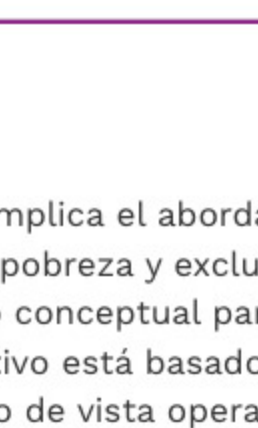 mplica el aborda
pobreza y exclu
o conceptual par
tivo está basado
o de vista opera